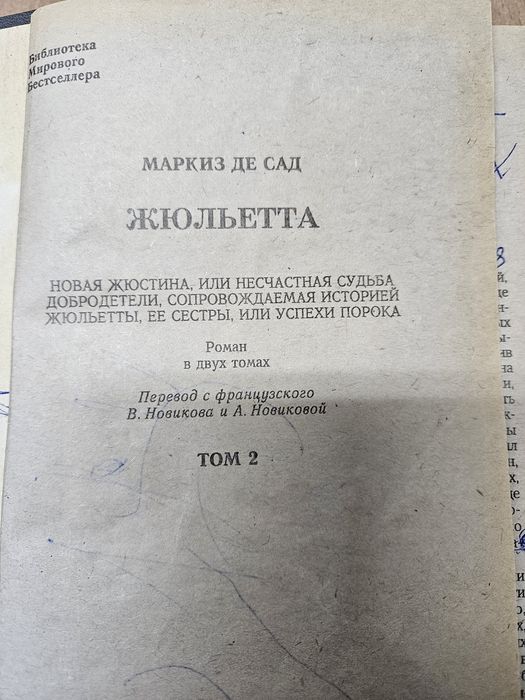 Библиотека
Мирового
Бестселлера
МАРКИЗ ДЕ САД
ЖЮЛЬЕТТА
НОВАЯ ЖЮСТИНА, ИЛИ НЕСЧАСТНАЯ СУДЬБА
ДОБРОДЕТЕЛИ, СОПРОВОЖДАЕМАЯ ИСТОРИЕЙ
ЖЮЛЬЕТТЫ, ЕЕ СЕСТРЫ, ИЛИ УСПЕХИ ПОРОКА
Роман
в двух томах
Перевод с французского
В. Новикова и А. Новиковой
ТОМ 2